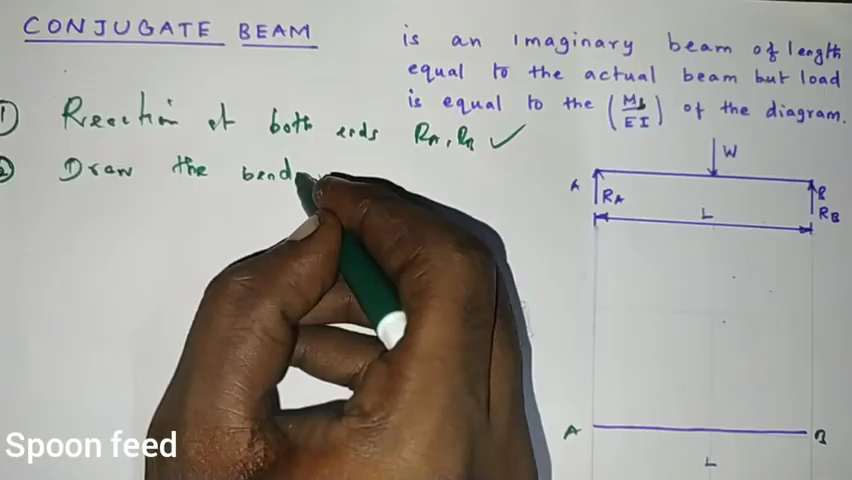 CONJUGATE BEAM
is an imaginary beam of length
equal to the actual beam but load
is equal to the (Mb/EI) of the diagram.
① Reaction at both ends RA, RB ✓
② Draw the bend
W
A
B
RA
RB
L
A
B
L
Spoon feed